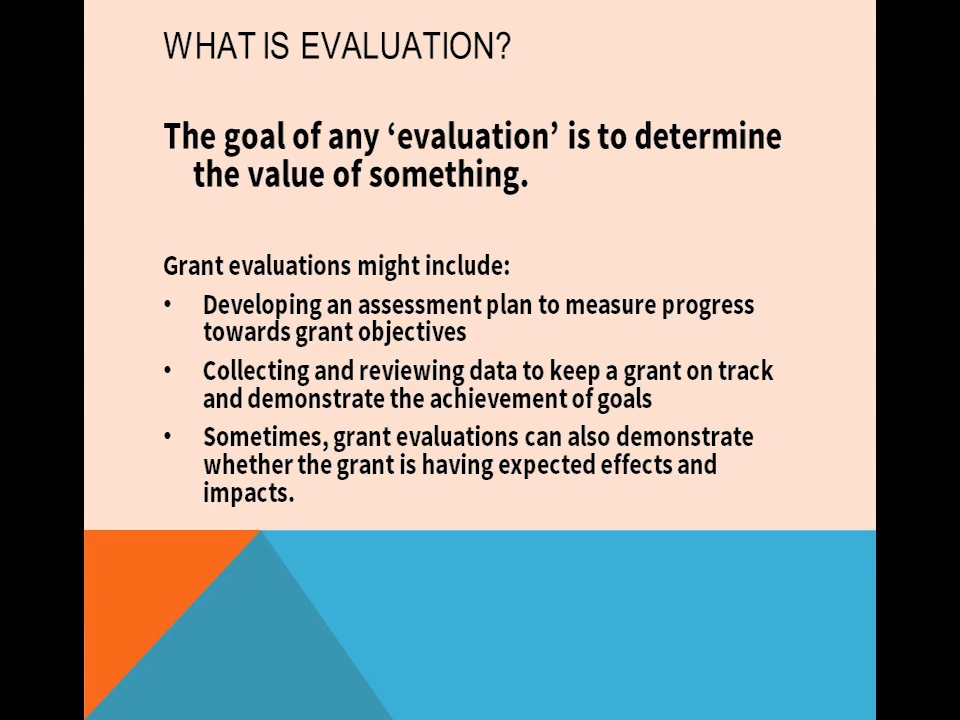 WHAT IS EVALUATION?
The goal of any ‘evaluation’ is to determine
the value of something.
Grant evaluations might include:
• Developing an assessment plan to measure progress
towards grant objectives
• Collecting and reviewing data to keep a grant on track
and demonstrate the achievement of goals
• Sometimes, grant evaluations can also demonstrate
whether the grant is having expected effects and
impacts.